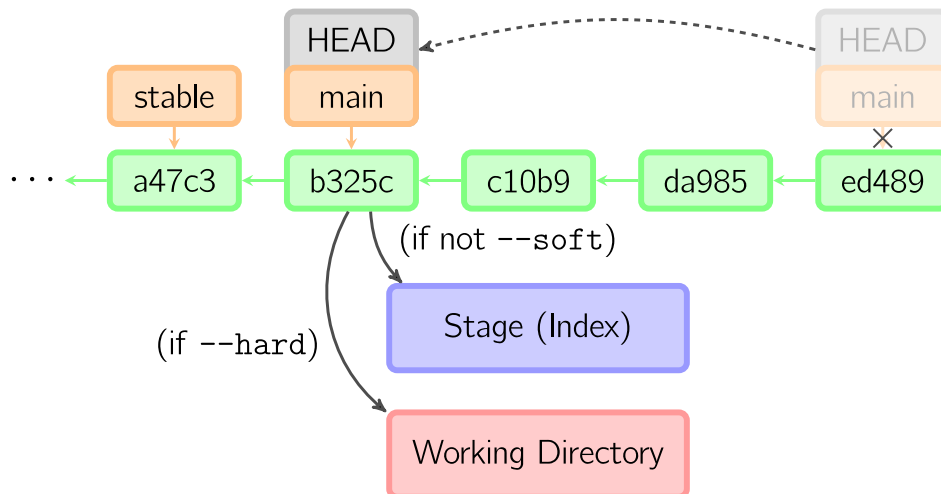 HEAD
HEAD
stable
main
main
··· a47c3 b325c c10b9 da985 ed489
(if not --soft)
Stage (Index)
(if --hard)
Working Directory